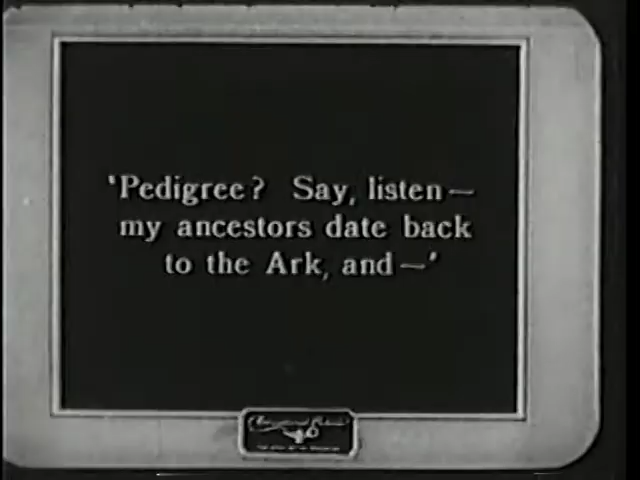 'Pedigree? Say, listen—
my ancestors date back
to the Ark, and—'